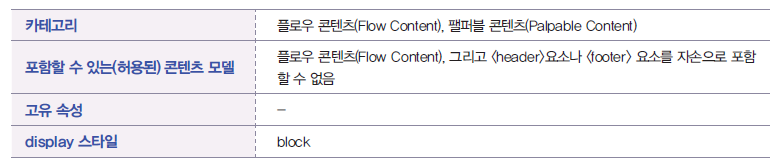 카테고리 플로우 콘텐츠(Flow Content), 팰퍼블 콘텐츠(Palpable Content)
포함할 수 있는(허용된) 콘텐츠 모델 플로우 콘텐츠(Flow Content), 그리고 〈header〉요소나 〈footer〉 요소를 자손으로 포함
할 수 없음
고유 속성 –
display 스타일 block